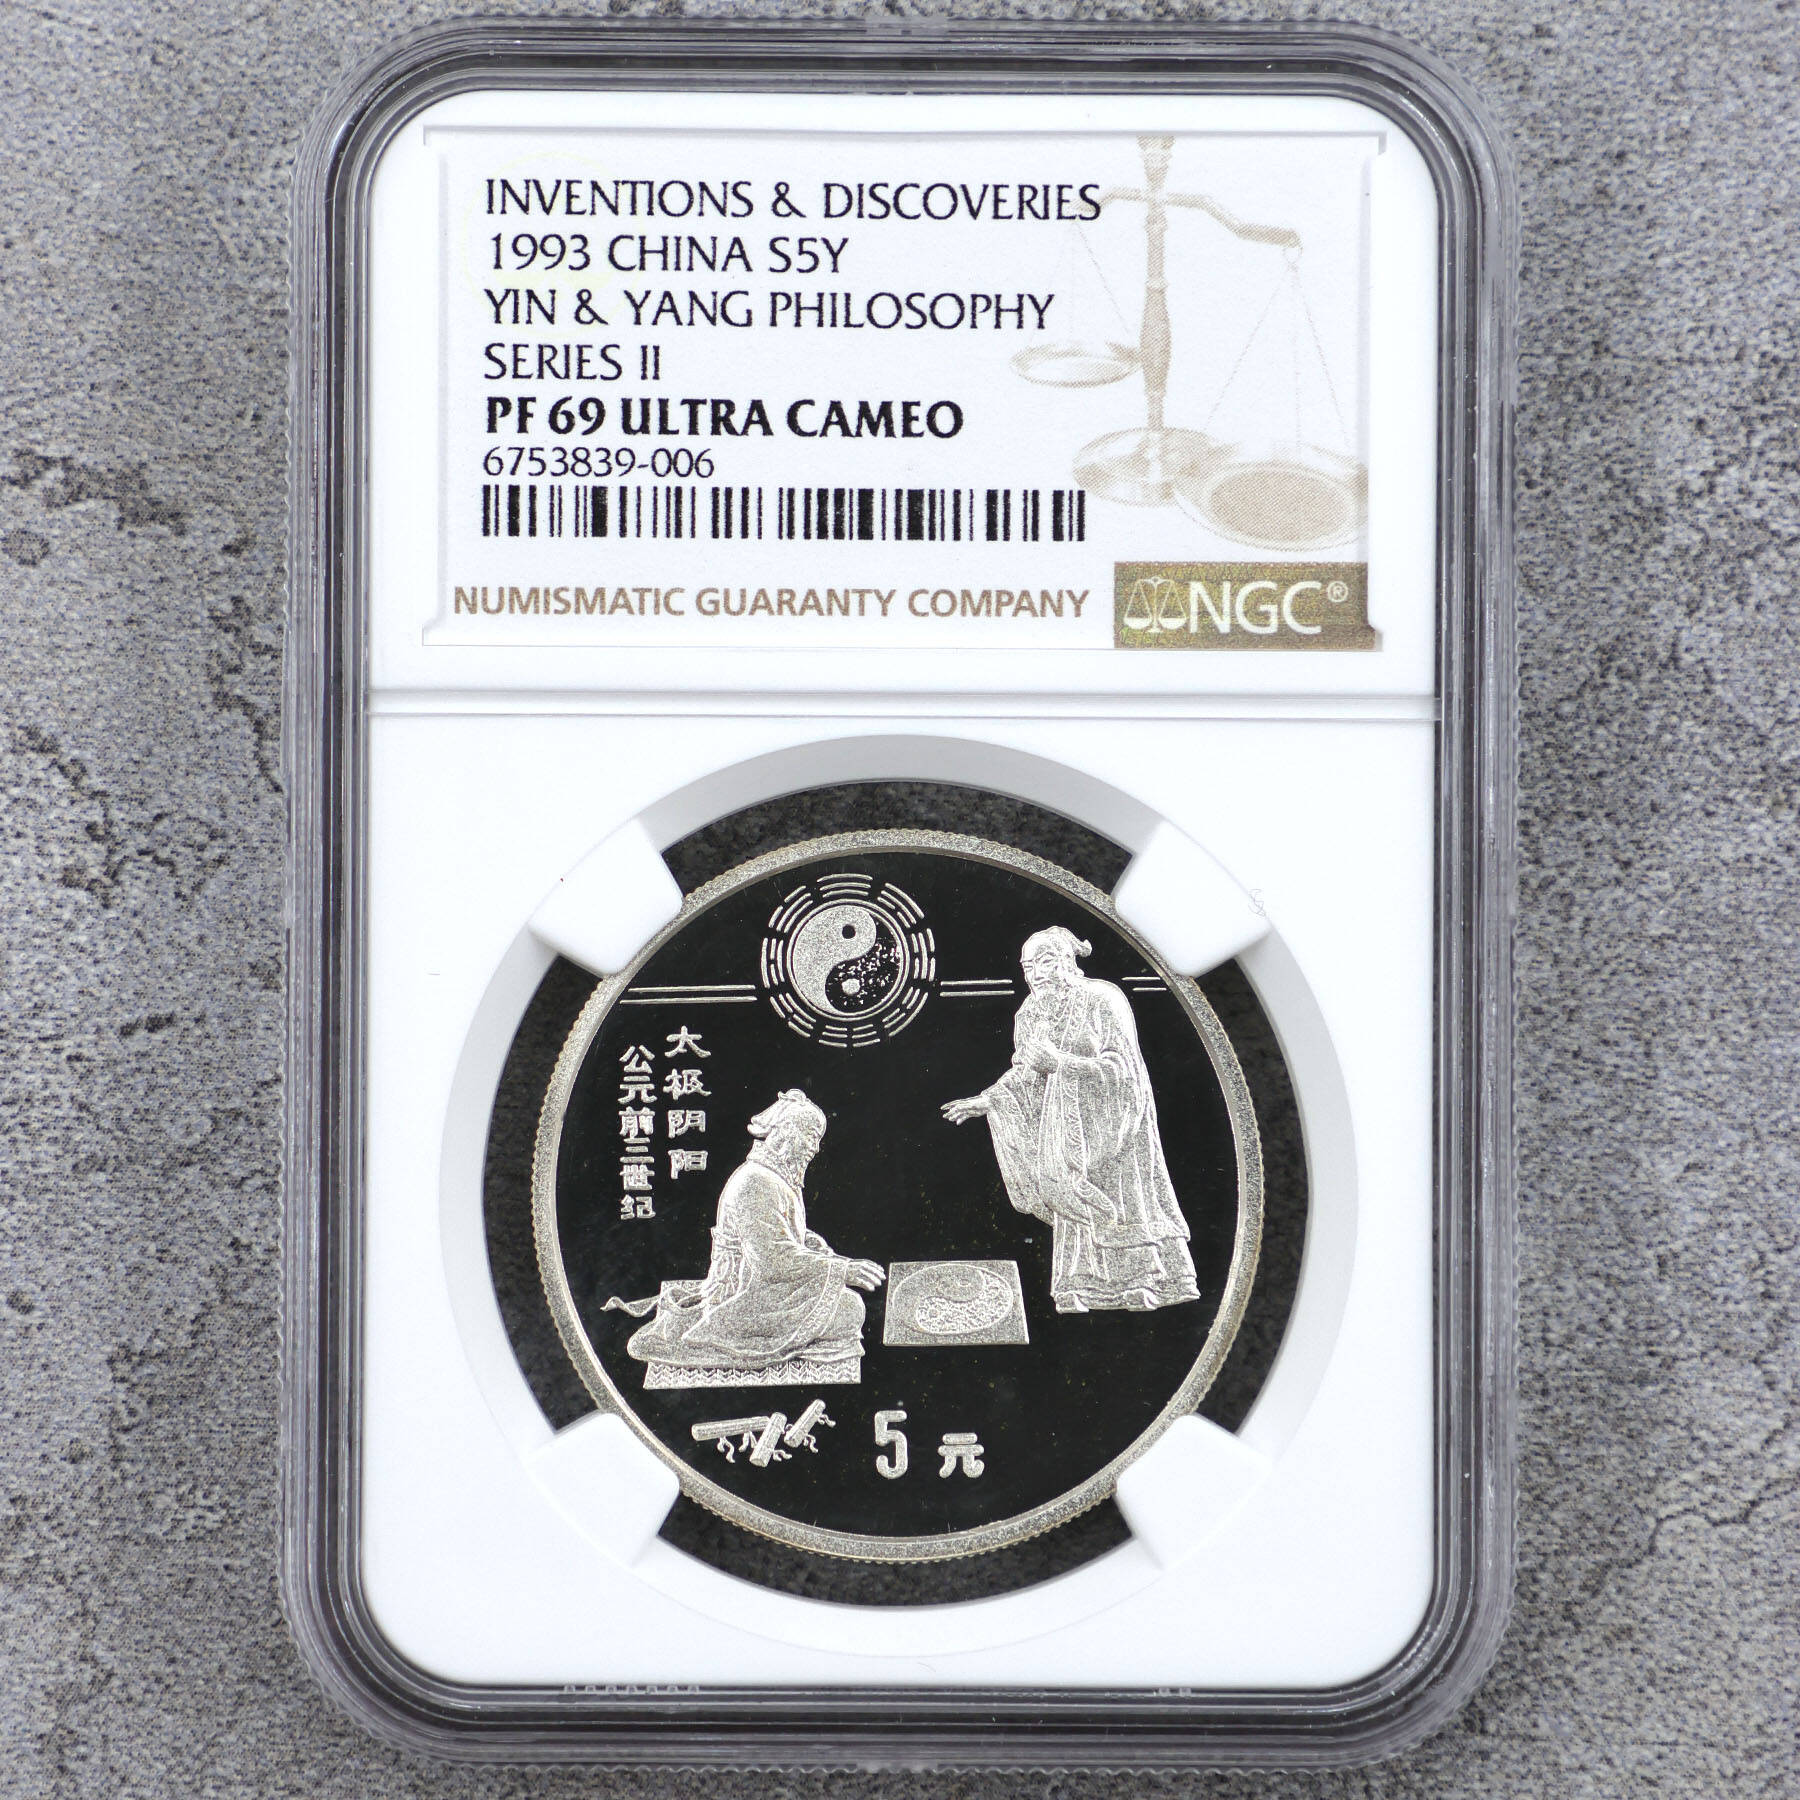 INVENTIONS & DISCOVERIES
1993 CHINA S5Y
YIN & YANG PHILOSOPHY
SERIES II
PF 69 ULTRA CAMEO
6753839-006
NUMISMATIC GUARANTY COMPANY
NGC®
太极阴阳
公元前三世纪
5元